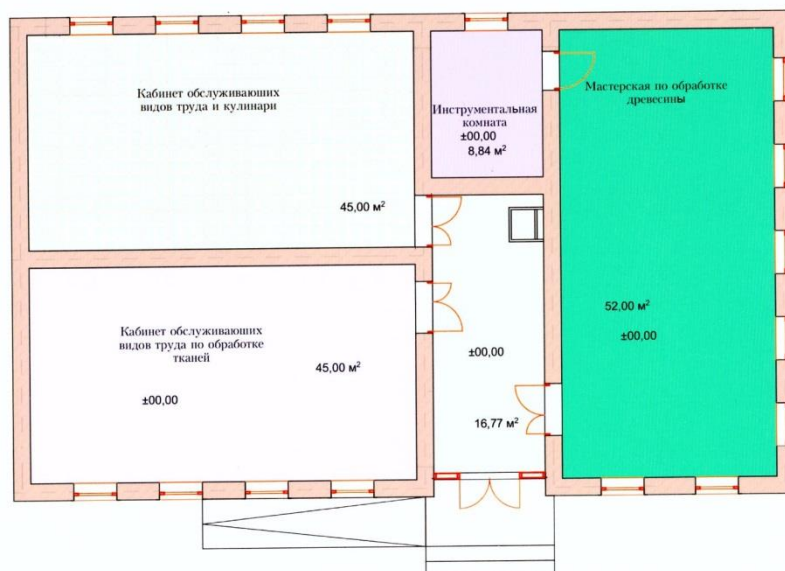 Кабинет обслуживаюших
видов труда и кулинари
45,00 м²
Инструментальная
комната
±00,00
8,84 м²
Мастерская по обработке
древесины
52,00 м²
±00,00
Кабинет обслуживаюших
видов труда по обработке
тканей
45,00 м²
±00,00
±00,00
16,77 м²